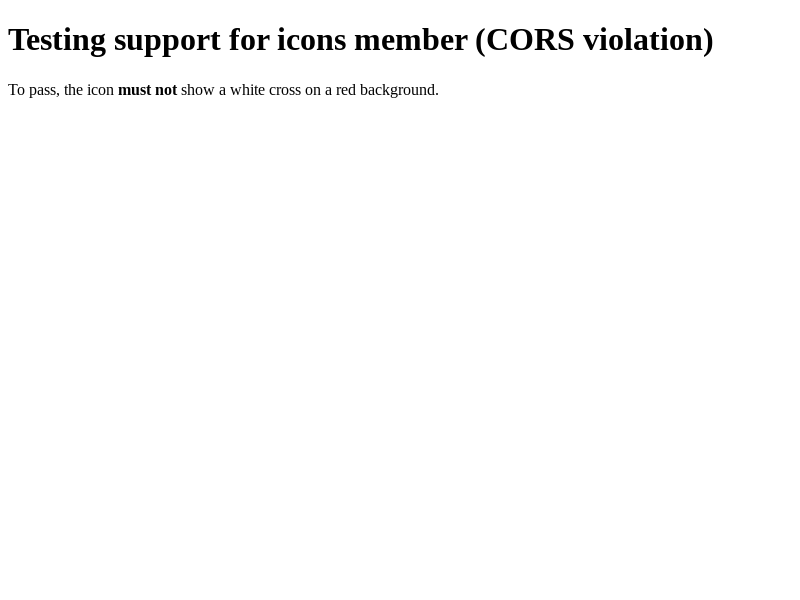 Testing support for icons member (CORS violation)
To pass, the icon must not show a white cross on a red background.